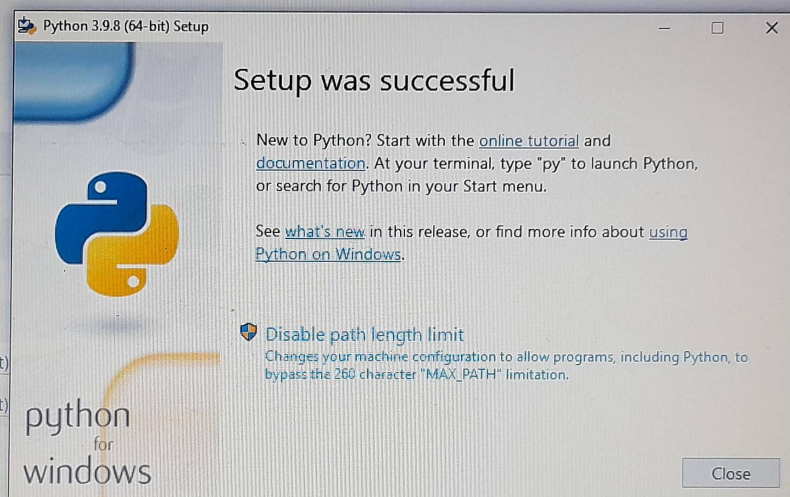 Python 3.9.8 (64-bit) Setup
Setup was successful
New to Python? Start with the online tutorial and
documentation. At your terminal, type "py" to launch Python,
or search for Python in your Start menu.
See what's new in this release, or find more info about using
Python on Windows.
Disable path length limit
Changes your machine configuration to allow programs, including Python, to
bypass the 260 character "MAX_PATH" limitation.
t)
t)
python
for
windows
Close